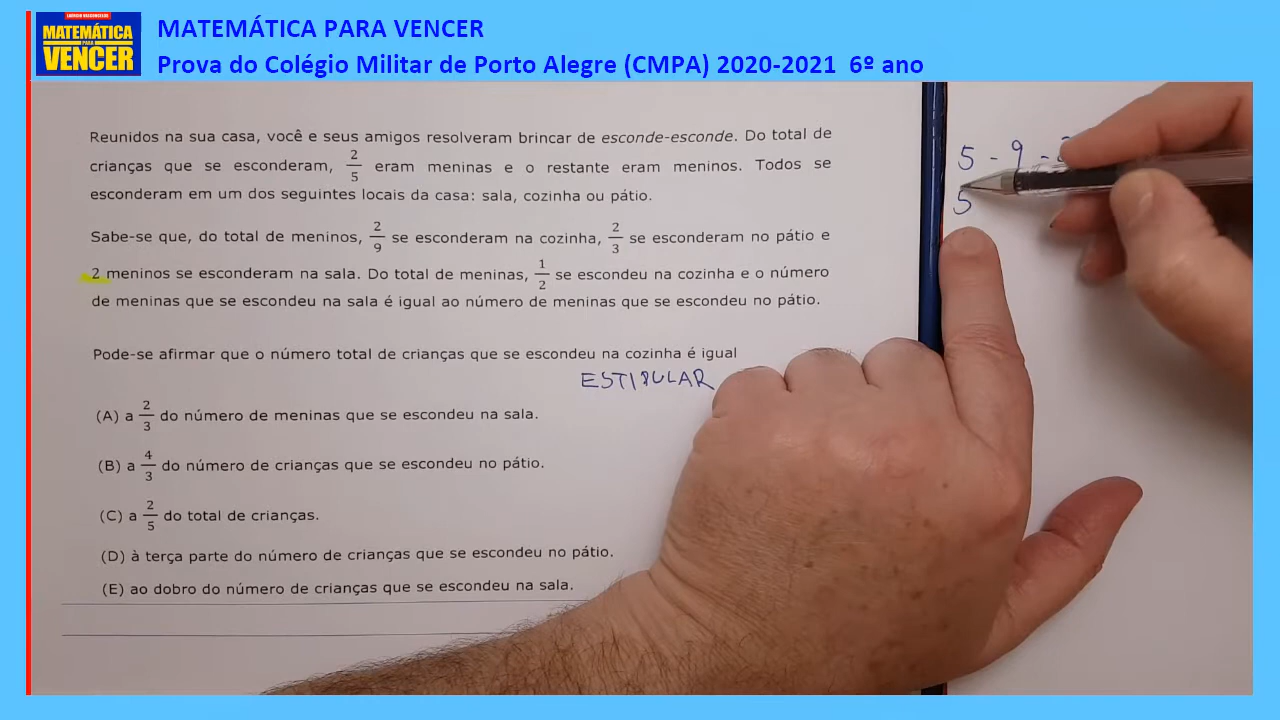 LAÉRCIO VASCONCELOS
MATEMÁTICA
PARA
VENCER
MATEMÁTICA PARA VENCER
Prova do Colégio Militar de Porto Alegre (CMPA) 2020-2021 6º ano
Reunidos na sua casa, você e seus amigos resolveram brincar de esconde-esconde. Do total de
crianças que se esconderam, 2/5 eram meninas e o restante eram meninos. Todos se
esconderam em um dos seguintes locais da casa: sala, cozinha ou pátio.
Sabe-se que, do total de meninos, 2/9 se esconderam na cozinha, 2/3 se esconderam no pátio e
2 meninos se esconderam na sala. Do total de meninas, 1/2 se escondeu na cozinha e o número
de meninas que se escondeu na sala é igual ao número de meninas que se escondeu no pátio.
Pode-se afirmar que o número total de crianças que se escondeu na cozinha é igual
ESTIPULAR
(A) a 2/3 do número de meninas que se escondeu na sala.
(B) a 4/3 do número de crianças que se escondeu no pátio.
(C) a 2/5 do total de crianças.
(D) à terça parte do número de crianças que se escondeu no pátio.
(E) ao dobro do número de crianças que se escondeu na sala.
5 - 9 -
5